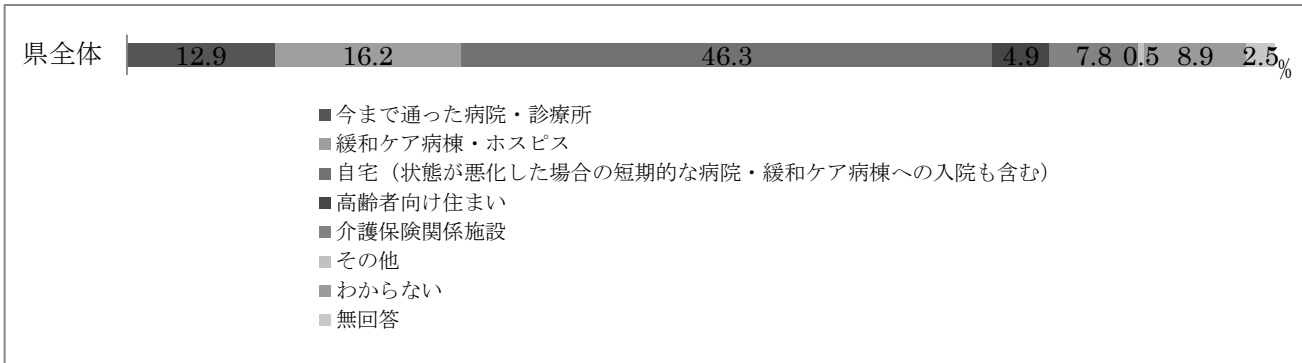 県全体 12.9 16.2 46.3 4.9 7.8 0.5 8.9 2.5 %
■今まで通った病院・診療所
■緩和ケア病棟・ホスピス
■自宅（状態が悪化した場合の短期的な病院・緩和ケア病棟への入院も含む）
■高齢者向け住まい
■介護保険関係施設
■その他
■わからない
■無回答